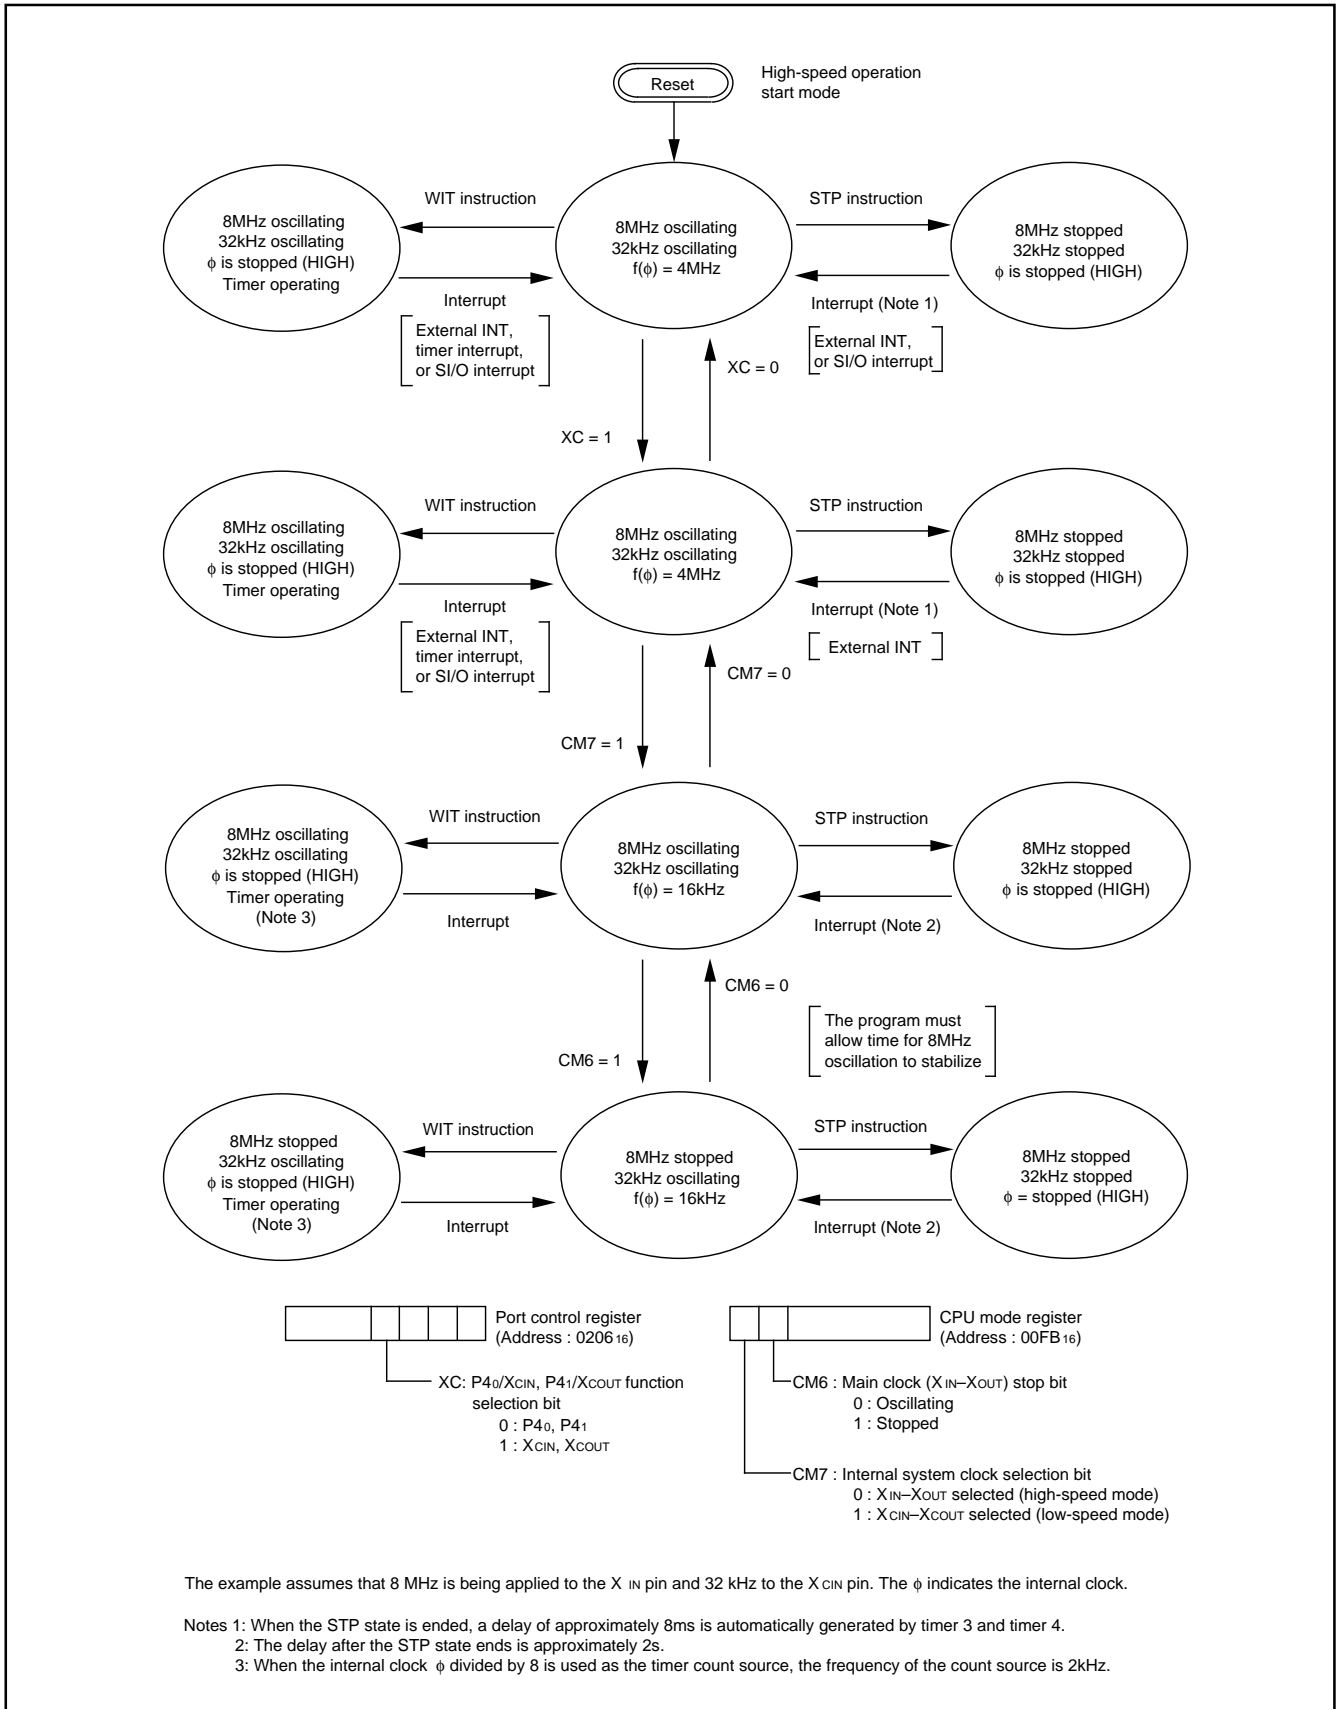 Reset
High-speed operation
start mode
8MHz oscillating
32kHz oscillating
ϕ is stopped (HIGH)
Timer operating
WIT instruction
Interrupt
External INT,
timer interrupt,
or SI/O interrupt
8MHz oscillating
32kHz oscillating
f(ϕ) = 4MHz
STP instruction
Interrupt (Note 1)
External INT,
or SI/O interrupt
8MHz stopped
32kHz stopped
ϕ is stopped (HIGH)
XC = 1
XC = 0
8MHz oscillating
32kHz oscillating
ϕ is stopped (HIGH)
Timer operating
WIT instruction
Interrupt
External INT,
timer interrupt,
or SI/O interrupt
8MHz oscillating
32kHz oscillating
f(ϕ) = 4MHz
STP instruction
Interrupt (Note 1)
External INT
8MHz stopped
32kHz stopped
ϕ is stopped (HIGH)
CM7 = 1
CM7 = 0
8MHz oscillating
32kHz oscillating
ϕ is stopped (HIGH)
Timer operating
(Note 3)
WIT instruction
Interrupt
8MHz oscillating
32kHz oscillating
f(ϕ) = 16kHz
STP instruction
Interrupt (Note 2)
8MHz stopped
32kHz stopped
ϕ is stopped (HIGH)
CM6 = 1
CM6 = 0
The program must
allow time for 8MHz
oscillation to stabilize
8MHz stopped
32kHz oscillating
ϕ is stopped (HIGH)
Timer operating
(Note 3)
WIT instruction
Interrupt
8MHz stopped
32kHz oscillating
f(ϕ) = 16kHz
STP instruction
Interrupt (Note 2)
8MHz stopped
32kHz stopped
ϕ = stopped (HIGH)
Port control register
(Address : 0206₁₆)
XC: P4₀/XCIN, P4₁/XCOUT function
selection bit
0 : P4₀, P4₁
1 : XCIN, XCOUT
CPU mode register
(Address : 00FB₁₆)
CM6 : Main clock (XIN–XOUT) stop bit
0 : Oscillating
1 : Stopped
CM7 : Internal system clock selection bit
0 : XIN–XOUT selected (high-speed mode)
1 : XCIN–XCOUT selected (low-speed mode)
The example assumes that 8 MHz is being applied to the X IN pin and 32 kHz to the XCIN pin. The ϕ indicates the internal clock.
Notes 1: When the STP state is ended, a delay of approximately 8ms is automatically generated by timer 3 and timer 4.
2: The delay after the STP state ends is approximately 2s.
3: When the internal clock ϕ divided by 8 is used as the timer count source, the frequency of the count source is 2kHz.